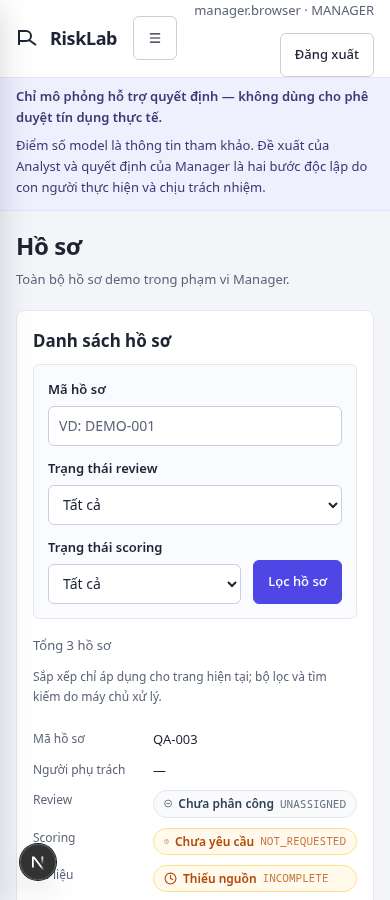 manager.browser · MANAGER
RiskLab
Đăng xuất
Chỉ mô phỏng hỗ trợ quyết định — không dùng cho phê
duyệt tín dụng thực tế.
Điểm số model là thông tin tham khảo. Đề xuất của
Analyst và quyết định của Manager là hai bước độc lập do
con người thực hiện và chịu trách nhiệm.
Hồ sơ
Toàn bộ hồ sơ demo trong phạm vi Manager.
Danh sách hồ sơ
Mã hồ sơ
VD: DEMO-001
Trạng thái review
Tất cả
Trạng thái scoring
Tất cả
Lọc hồ sơ
Tổng 3 hồ sơ
Sắp xếp chỉ áp dụng cho trang hiện tại; bộ lọc và tìm
kiếm do máy chủ xử lý.
Mã hồ sơ QA-003
Người phụ trách —
Review Chưa phân công UNASSIGNED
Scoring Chưa yêu cầu NOT_REQUESTED
N
liệu Thiếu nguồn INCOMPLETE